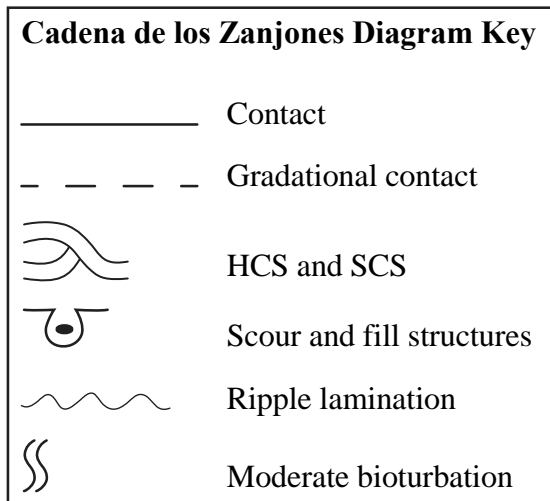 Cadena de los Zanjones Diagram Key
Contact
Gradational contact
HCS and SCS
Scour and fill structures
Ripple lamination
Moderate bioturbation